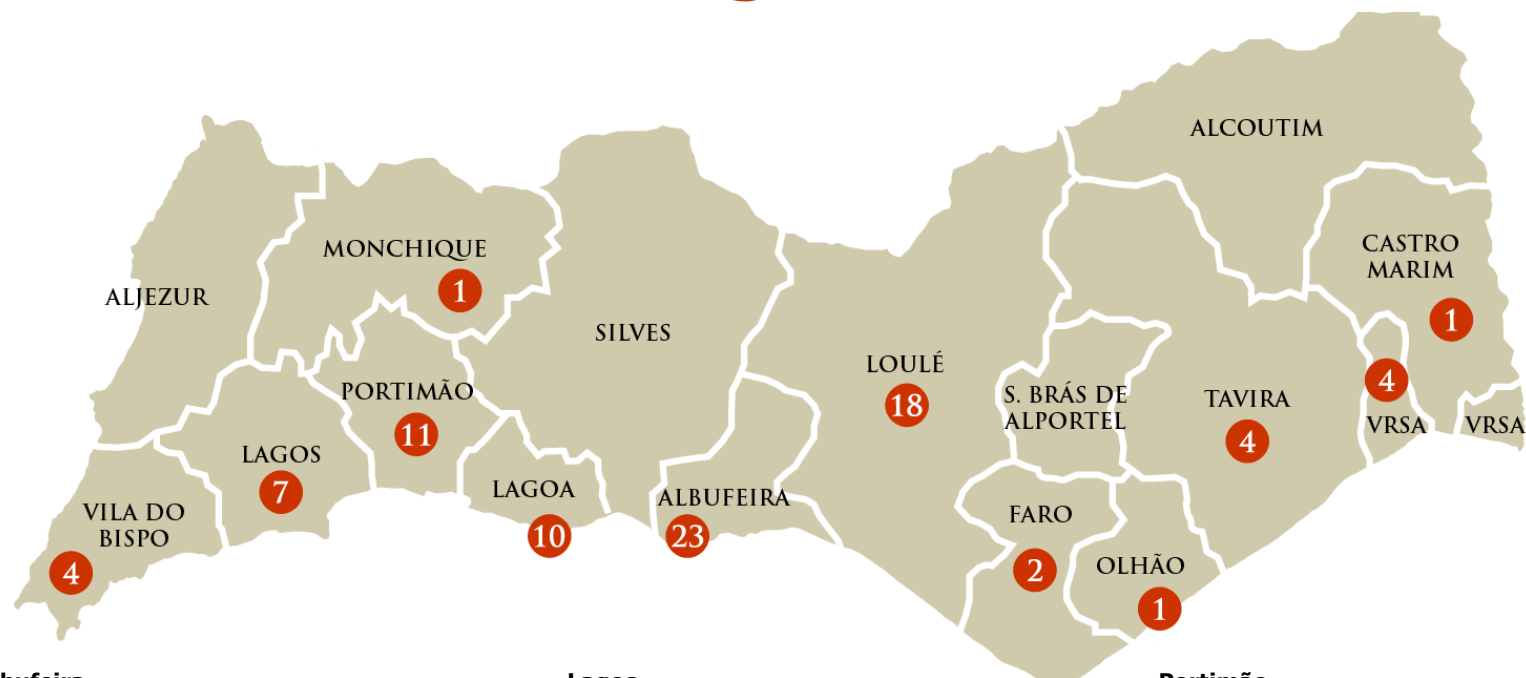 ALCOUTIM
CASTRO
MARIM
1
MONCHIQUE
1
ALJEZUR
SILVES
LOULÉ
18
S. BRÁS DE
ALPORTEL
TAVIRA
4
4
VRSA
VRSA
PORTIMÃO
11
LAGOS
7
LAGOA
10
ALBUFEIRA
23
VILA DO
BISPO
4
FARO
2
OLHÃO
1
Portimão